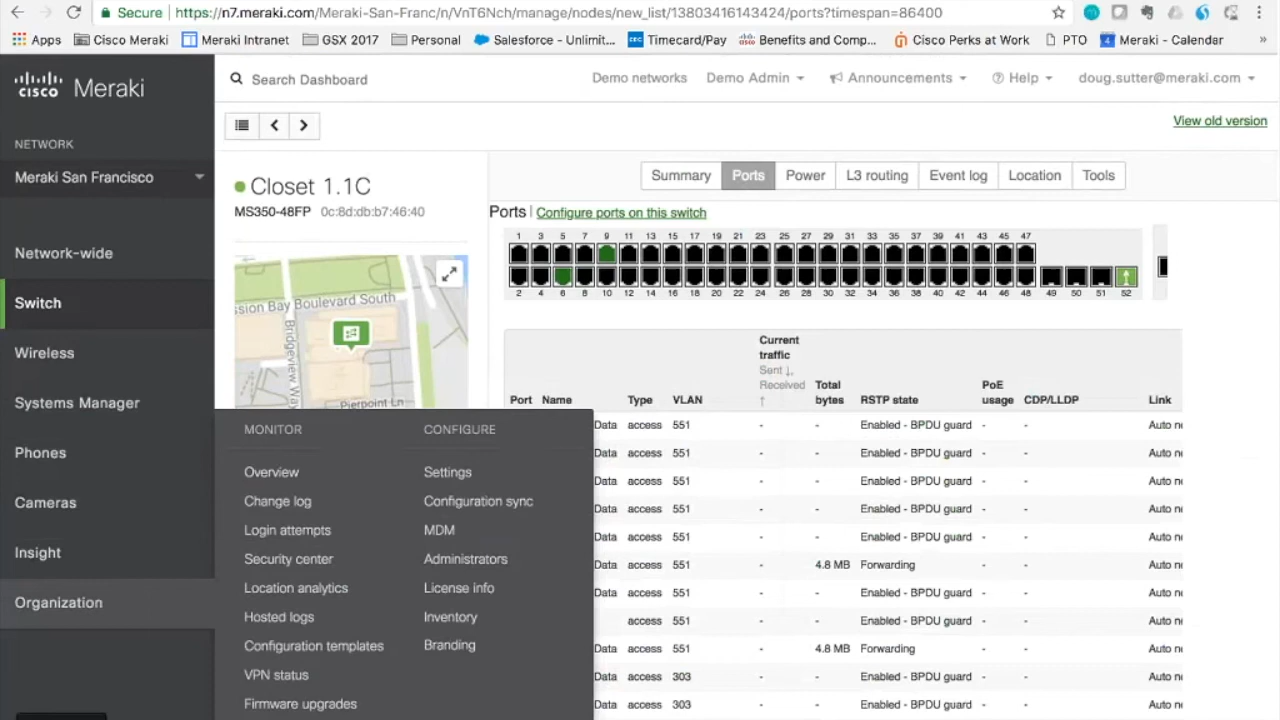 Secure
https://n7.meraki.com/Meraki-San-Franc/n/VnT6Nch/manage/nodes/new_list/13803416143424/ports?timespan=86400
Apps Cisco Meraki Meraki Intranet GSX 2017 Personal Salesforce - Unlimit... Timecard/Pay Benefits and Comp... Cisco Perks at Work PTO 4 Meraki - Calendar »
cisco Meraki
Search Dashboard
Demo networks Demo Admin Announcements Help doug.sutter@meraki.com
View old version
NETWORK
Meraki San Francisco
Network-wide
Switch
Wireless
Systems Manager
Phones
Cameras
Insight
Organization
Closet 1.1C
MS350-48FP 0c:8d:db:b7:46:40
ssion Bay Boulevard South
Bridgeview Way
Pierpoint Ln
MONITOR
Overview
Change log
Login attempts
Security center
Location analytics
Hosted logs
Configuration templates
VPN status
Firmware upgrades
CONFIGURE
Settings
Configuration sync
MDM
Administrators
License info
Inventory
Branding
Summary Ports Power L3 routing Event log Location Tools
Ports | Configure ports on this switch
1 3 5 7 9 11 13 15 17 19 21 23 25 27 29 31 33 35 37 39 41 43 45 47
2 4 6 8 10 12 14 16 18 20 22 24 26 28 30 32 34 36 38 40 42 44 46 48 49 50 51 52
Port Name Type VLAN Current traffic Sent ↓, Received ↑ Total bytes RSTP state PoE usage CDP/LLDP Link
Data access 551 - - Enabled - BPDU guard - - Auto
Data access 551 - - Enabled - BPDU guard - - Auto
Data access 551 - - Enabled - BPDU guard - - Auto
Data access 551 - - Enabled - BPDU guard - - Auto
Data access 551 - - Enabled - BPDU guard - - Auto
Data access 551 - 4.8 MB Forwarding - - Auto
Data access 551 - - Enabled - BPDU guard - - Auto
access 551 - - Enabled - BPDU guard - - Auto
Data access 551 - 4.8 MB Forwarding - - Auto
Data access 303 - - Enabled - BPDU guard - - Auto
Data access 303 - - Enabled - BPDU guard - - Auto